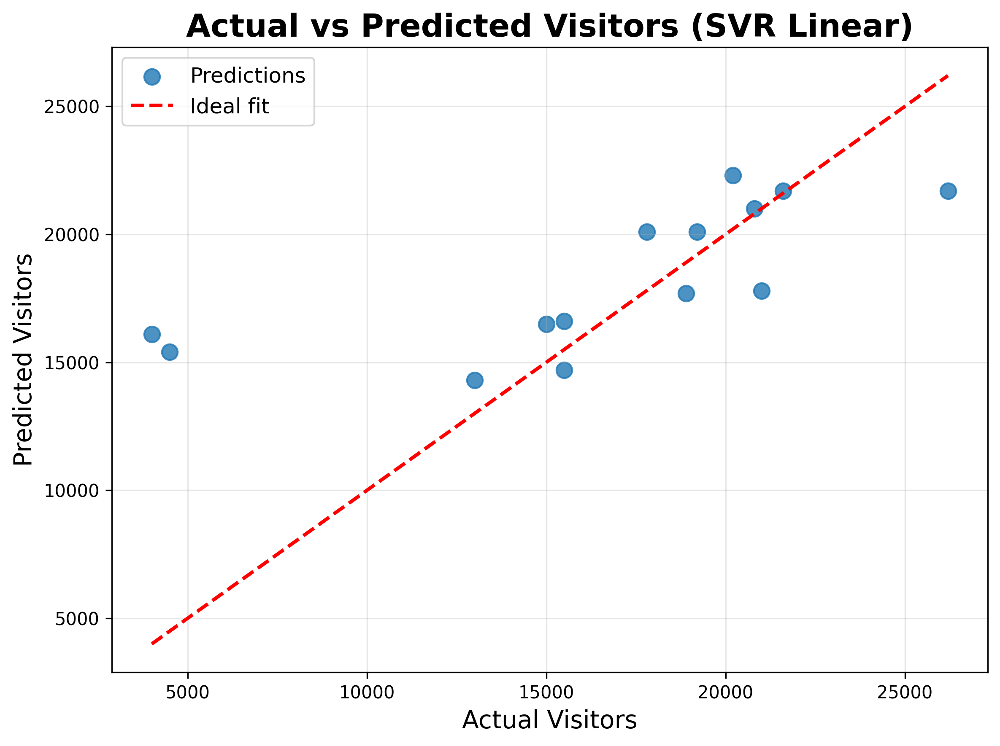 Actual vs Predicted Visitors (SVR Linear)
Predictions
Ideal fit
Predicted Visitors
25000
20000
15000
10000
5000
5000 10000 15000 20000 25000
Actual Visitors